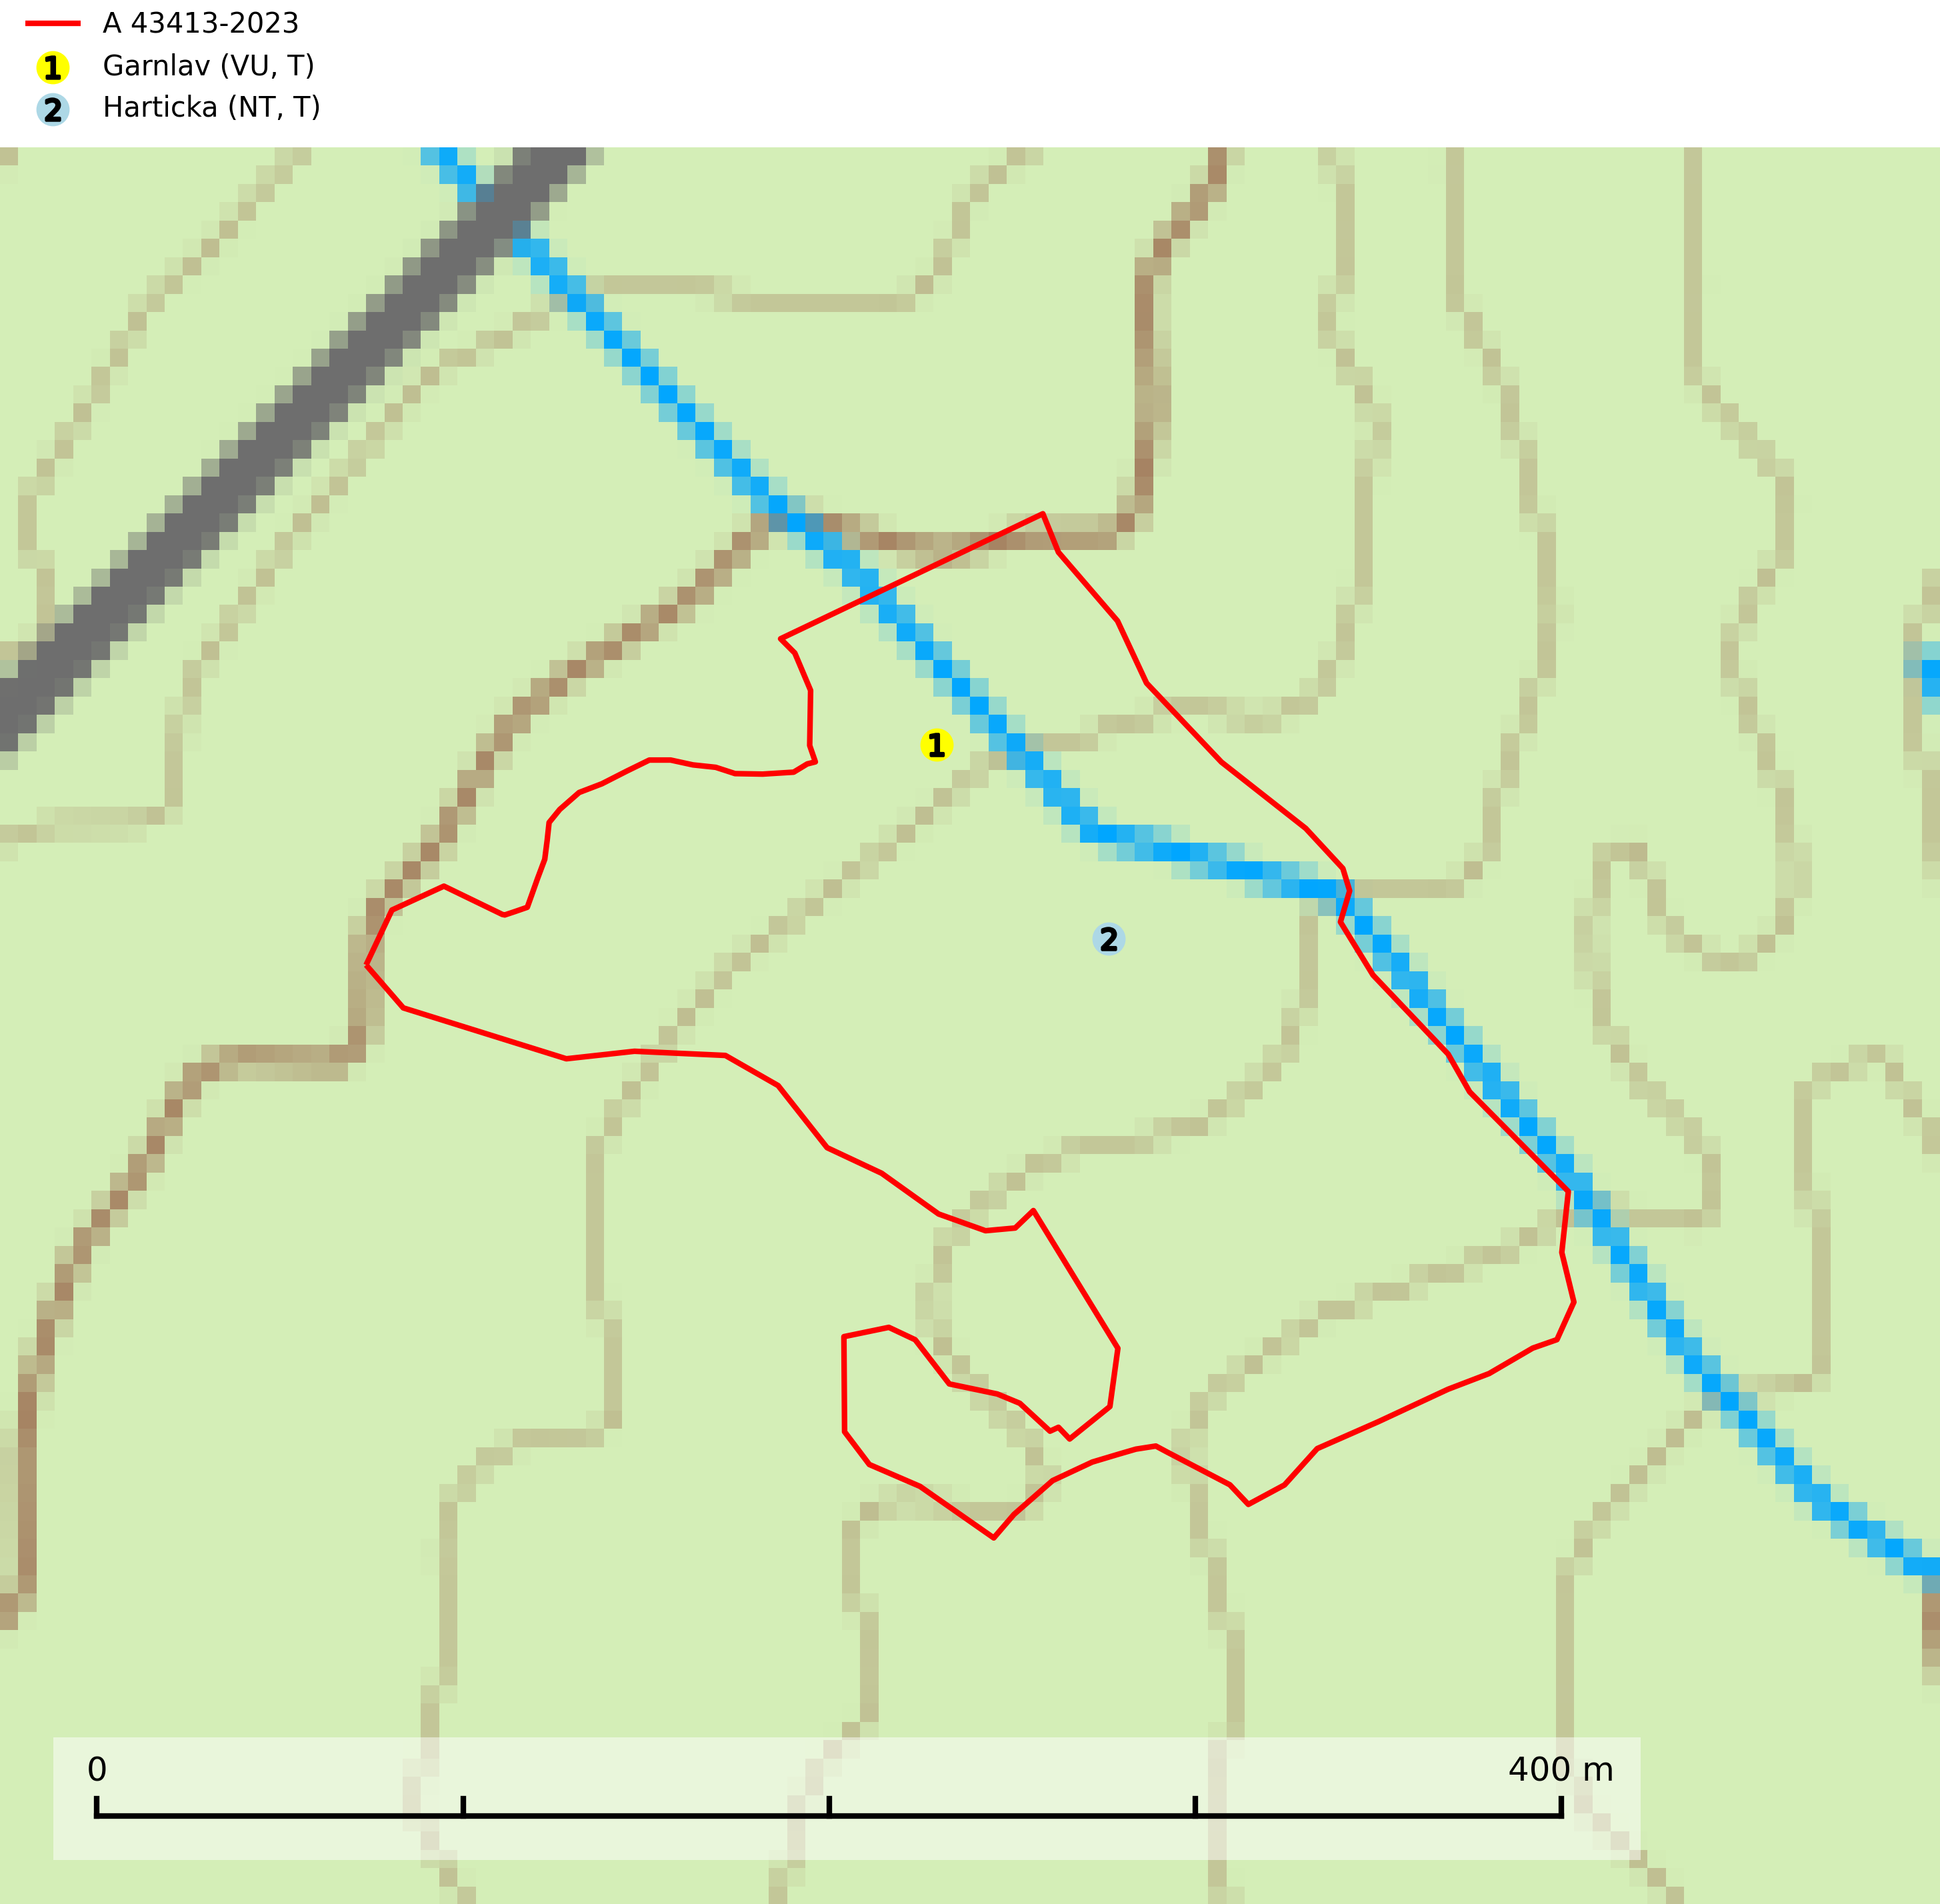 A 43413-2023
1 Garnlav (VU, T)
2 Harticka (NT, T)
1
2
0 400 m